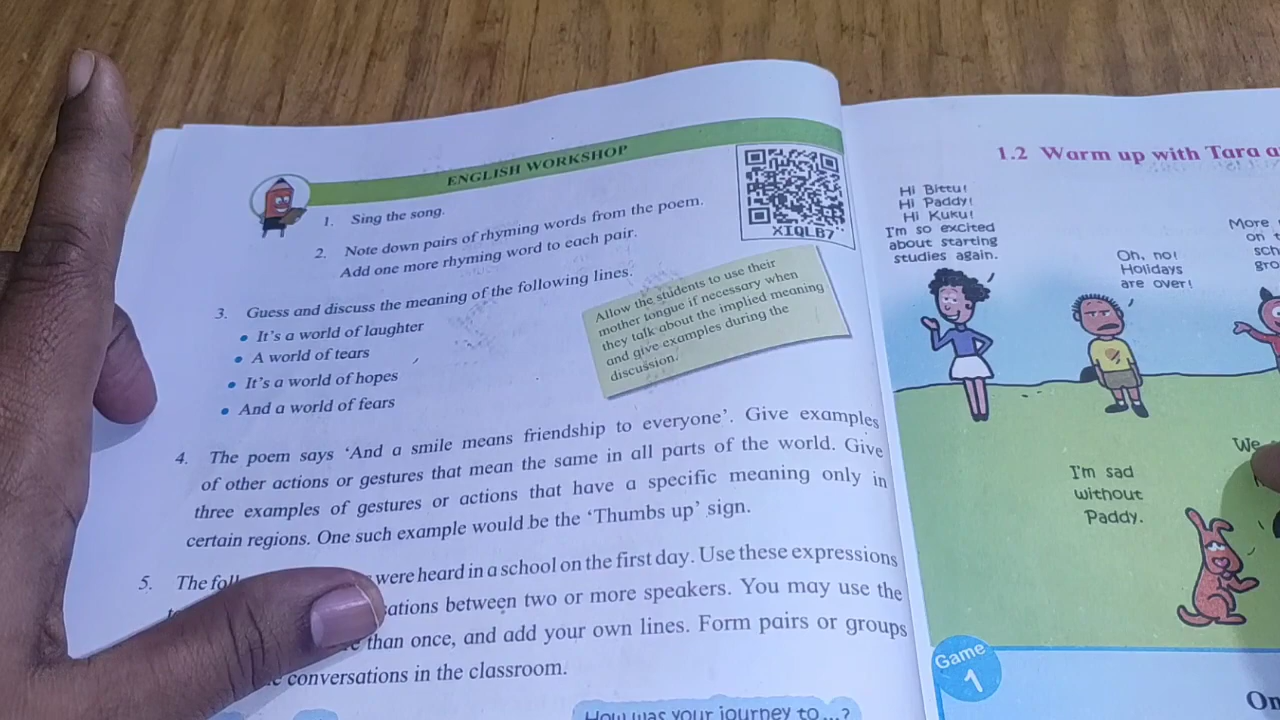 ENGLISH WORKSHOP
1. Sing the song.
2. Note down pairs of rhyming words from the poem.
Add one more rhyming word to each pair.
XIQLB7
3. Guess and discuss the meaning of the following lines.
• It's a world of laughter
• A world of tears
• It's a world of hopes
• And a world of fears
Allow the students to use their
mother tongue if necessary when
they talk about the implied meaning
and give examples during the
discussion.
4. The poem says 'And a smile means friendship to everyone'. Give examples
of other actions or gestures that mean the same in all parts of the world. Give
three examples of gestures or actions that have a specific meaning only in
certain regions. One such example would be the 'Thumbs up' sign.
5. The were heard in a school on the first day. Use these expressions
between two or more speakers. You may use the
than once, and add your own lines. Form pairs or groups
conversations in the classroom.
How was your journey to...?
1.2 Warm up with Tara
Hi Bittu!
Hi Paddy!
Hi Kuku!
I'm so excited
about starting
studies again.
Oh, no!
Holidays
are over!
More
on
I'm sad
without
Paddy.
We
Game
1